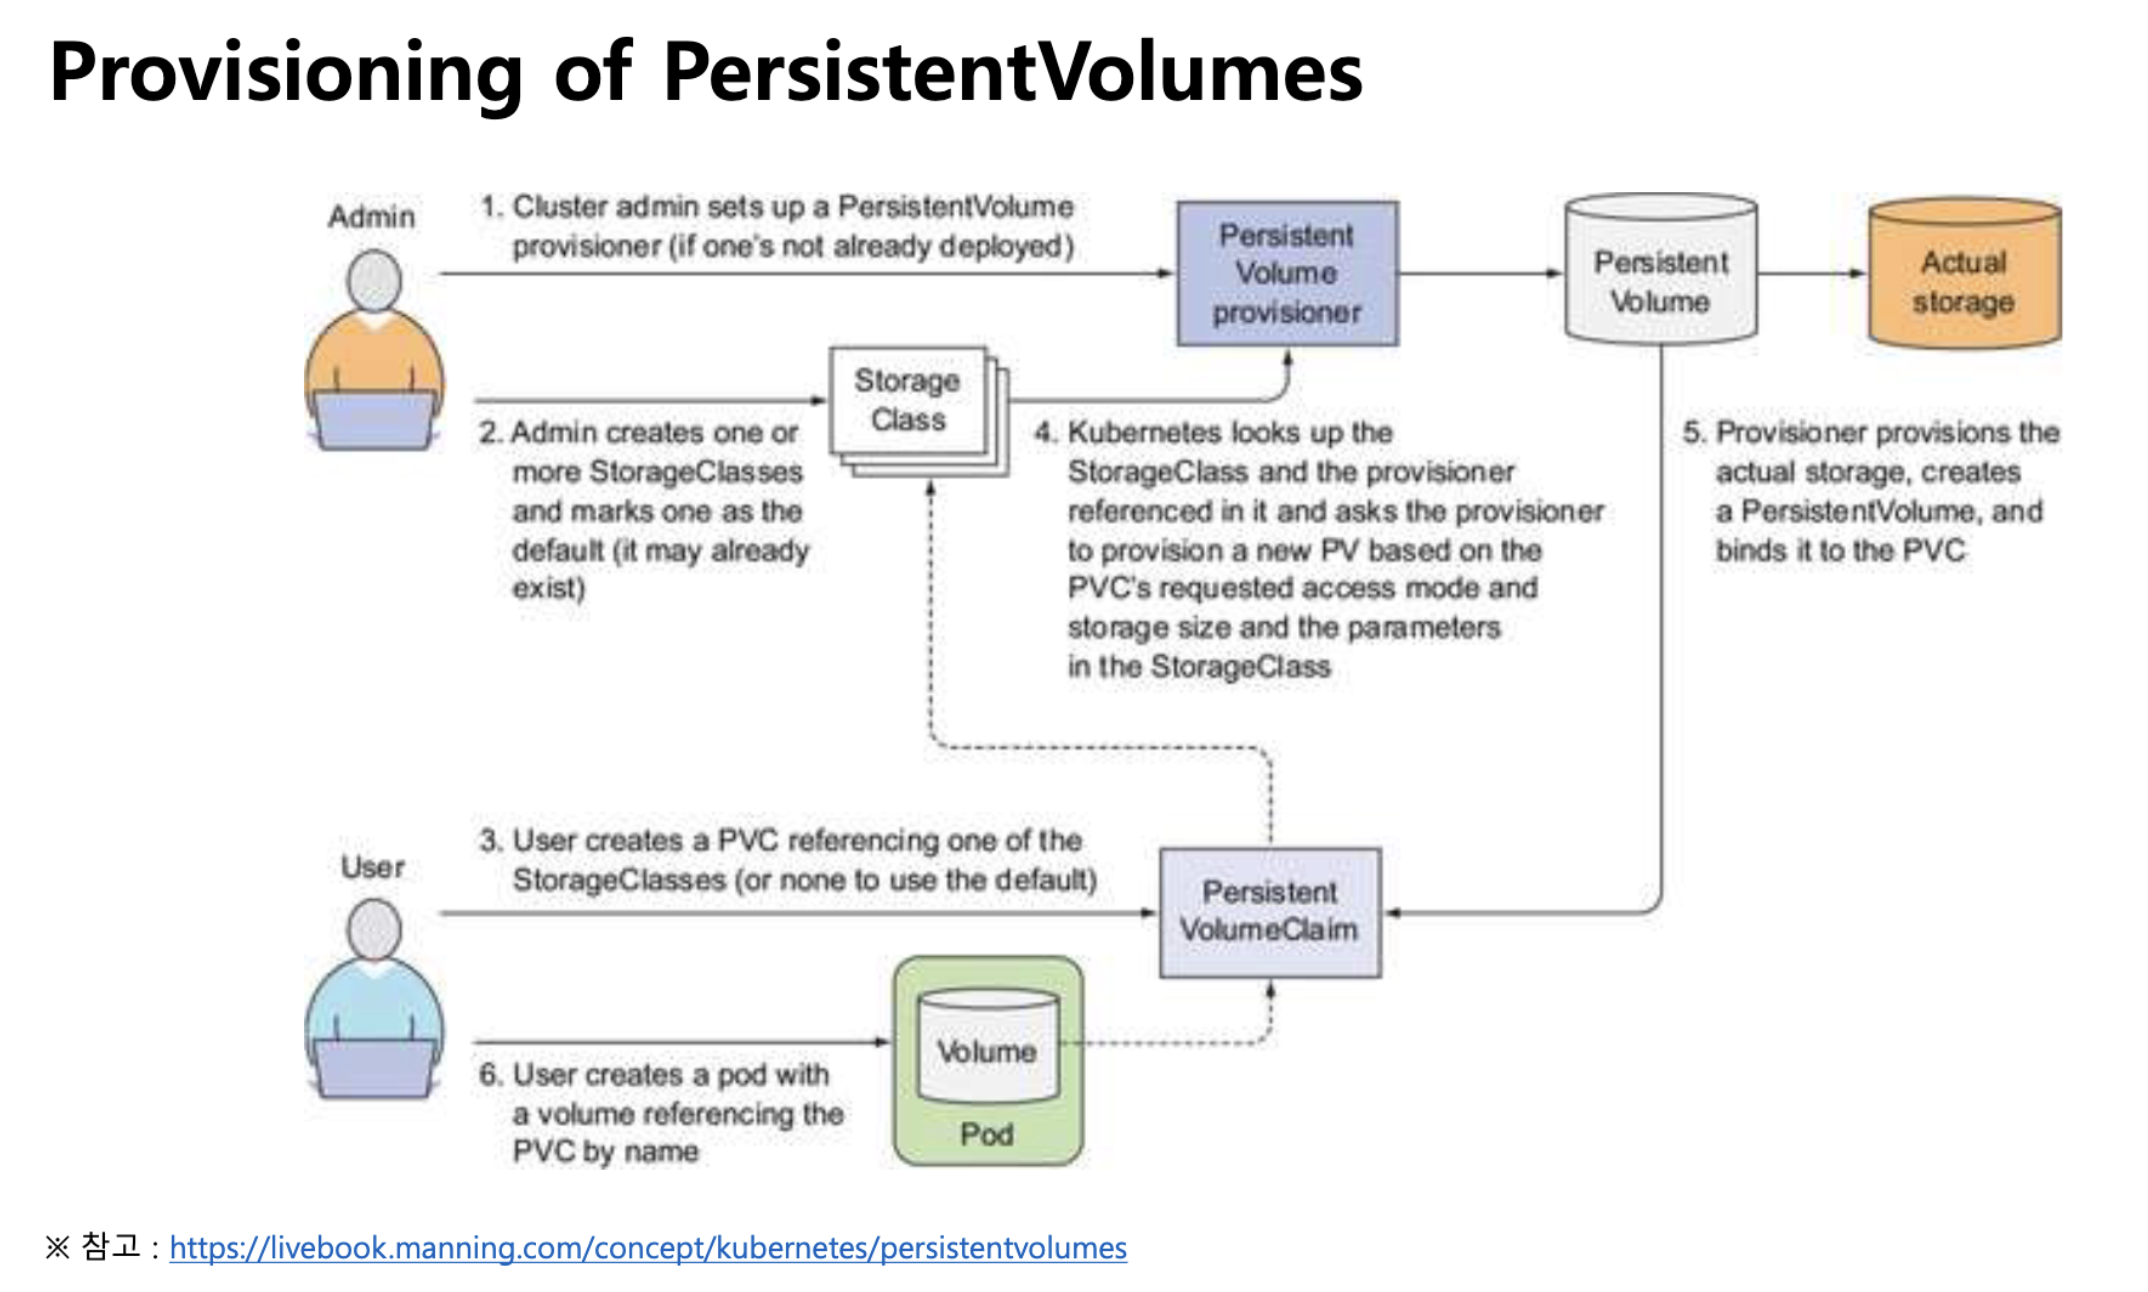 Provisioning of PersistentVolumes
Admin
1. Cluster admin sets up a PersistentVolume
provisioner (if one's not already deployed)
Persistent
Volume
provisioner
Persistent
Volume
Actual
storage
Storage
Class
2. Admin creates one or
more StorageClasses
and marks one as the
default (it may already
exist)
4. Kubernetes looks up the
StorageClass and the provisioner
referenced in it and asks the provisioner
to provision a new PV based on the
PVC's requested access mode and
storage size and the parameters
in the StorageClass
5. Provisioner provisions the
actual storage, creates
a PersistentVolume, and
binds it to the PVC
User
3. User creates a PVC referencing one of the
StorageClasses (or none to use the default)
Persistent
VolumeClaim
Volume
Pod
6. User creates a pod with
a volume referencing the
PVC by name
※ 참고 : https://livebook.manning.com/concept/kubernetes/persistentvolumes